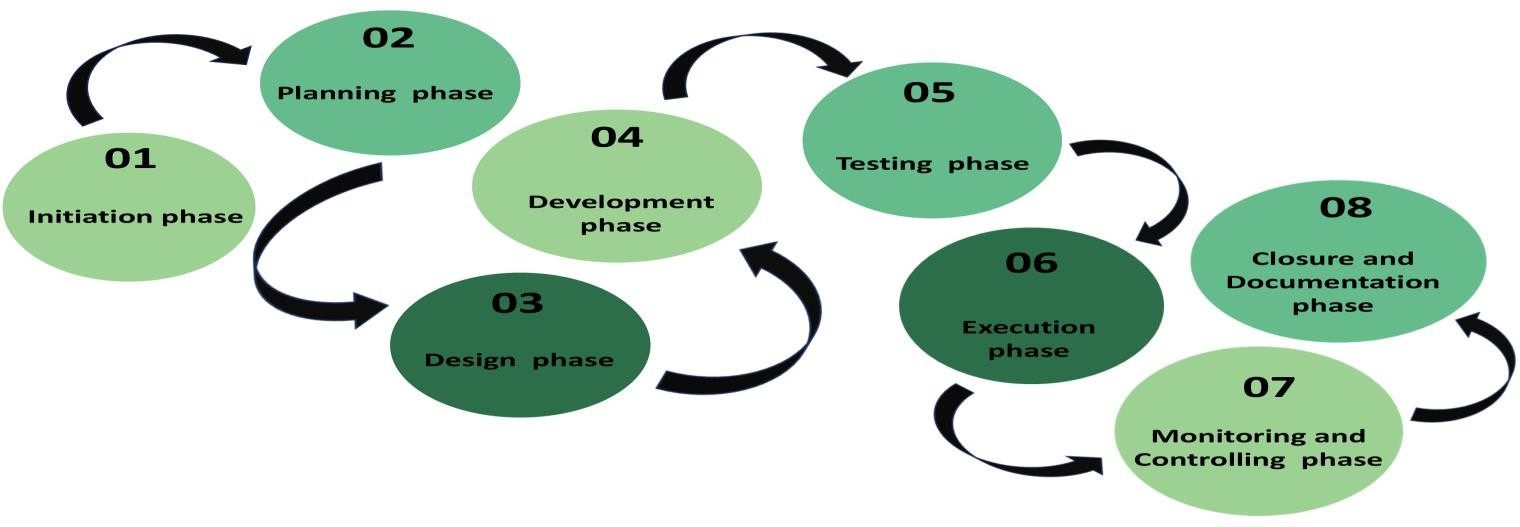 01
Initiation phase
02
Planning phase
03
Design phase
04
Development
phase
05
Testing phase
06
Execution
phase
07
Monitoring and
Controlling phase
08
Closure and
Documentation
phase